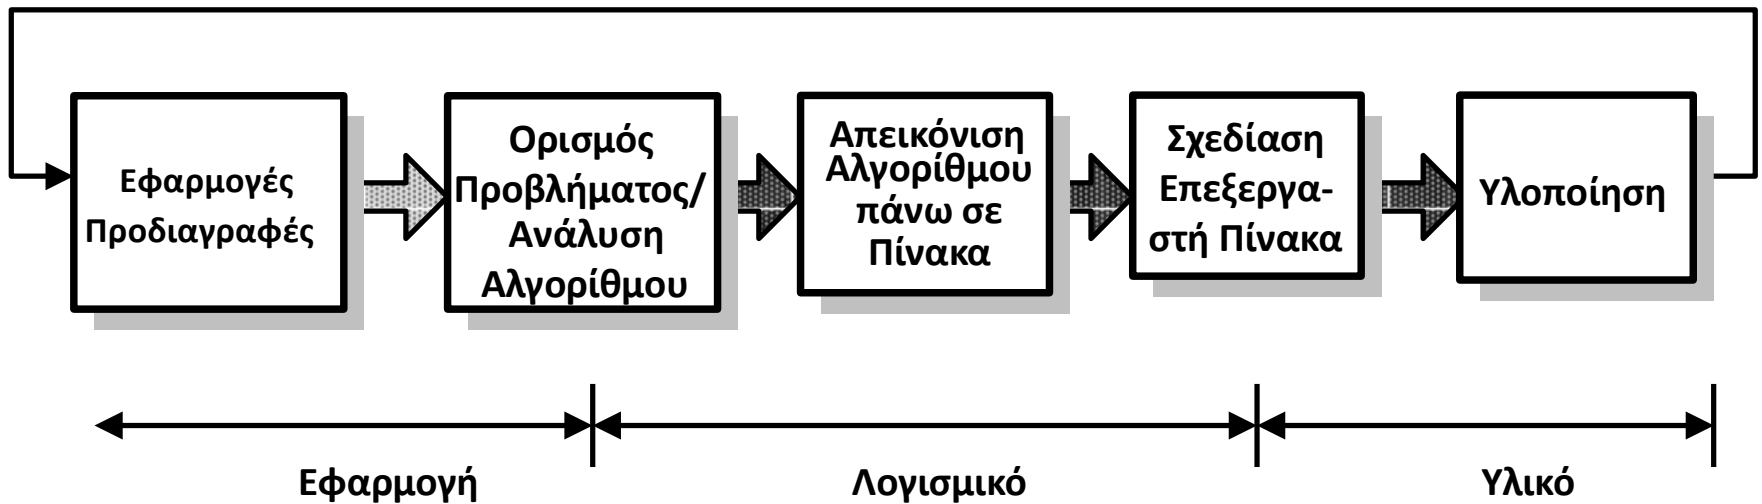 Εφαρμογές
Προδιαγραφές
Ορισμός
Προβλήματος/
Ανάλυση
Αλγορίθμου
Απεικόνιση
Αλγορίθμου
πάνω σε
Πίνακα
Σχεδίαση
Επεξεργα-
στή Πίνακα
Υλοποίηση
Εφαρμογή
Λογισμικό
Υλικό